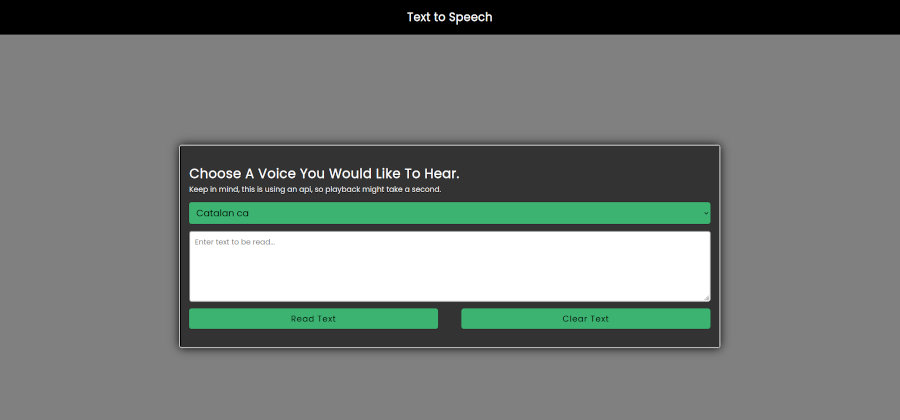 Text to Speech
Choose A Voice You Would Like To Hear.
Keep in mind, this is using an api, so playback might take a second.
Catalan ca
Enter text to be read...
Read Text
Clear Text